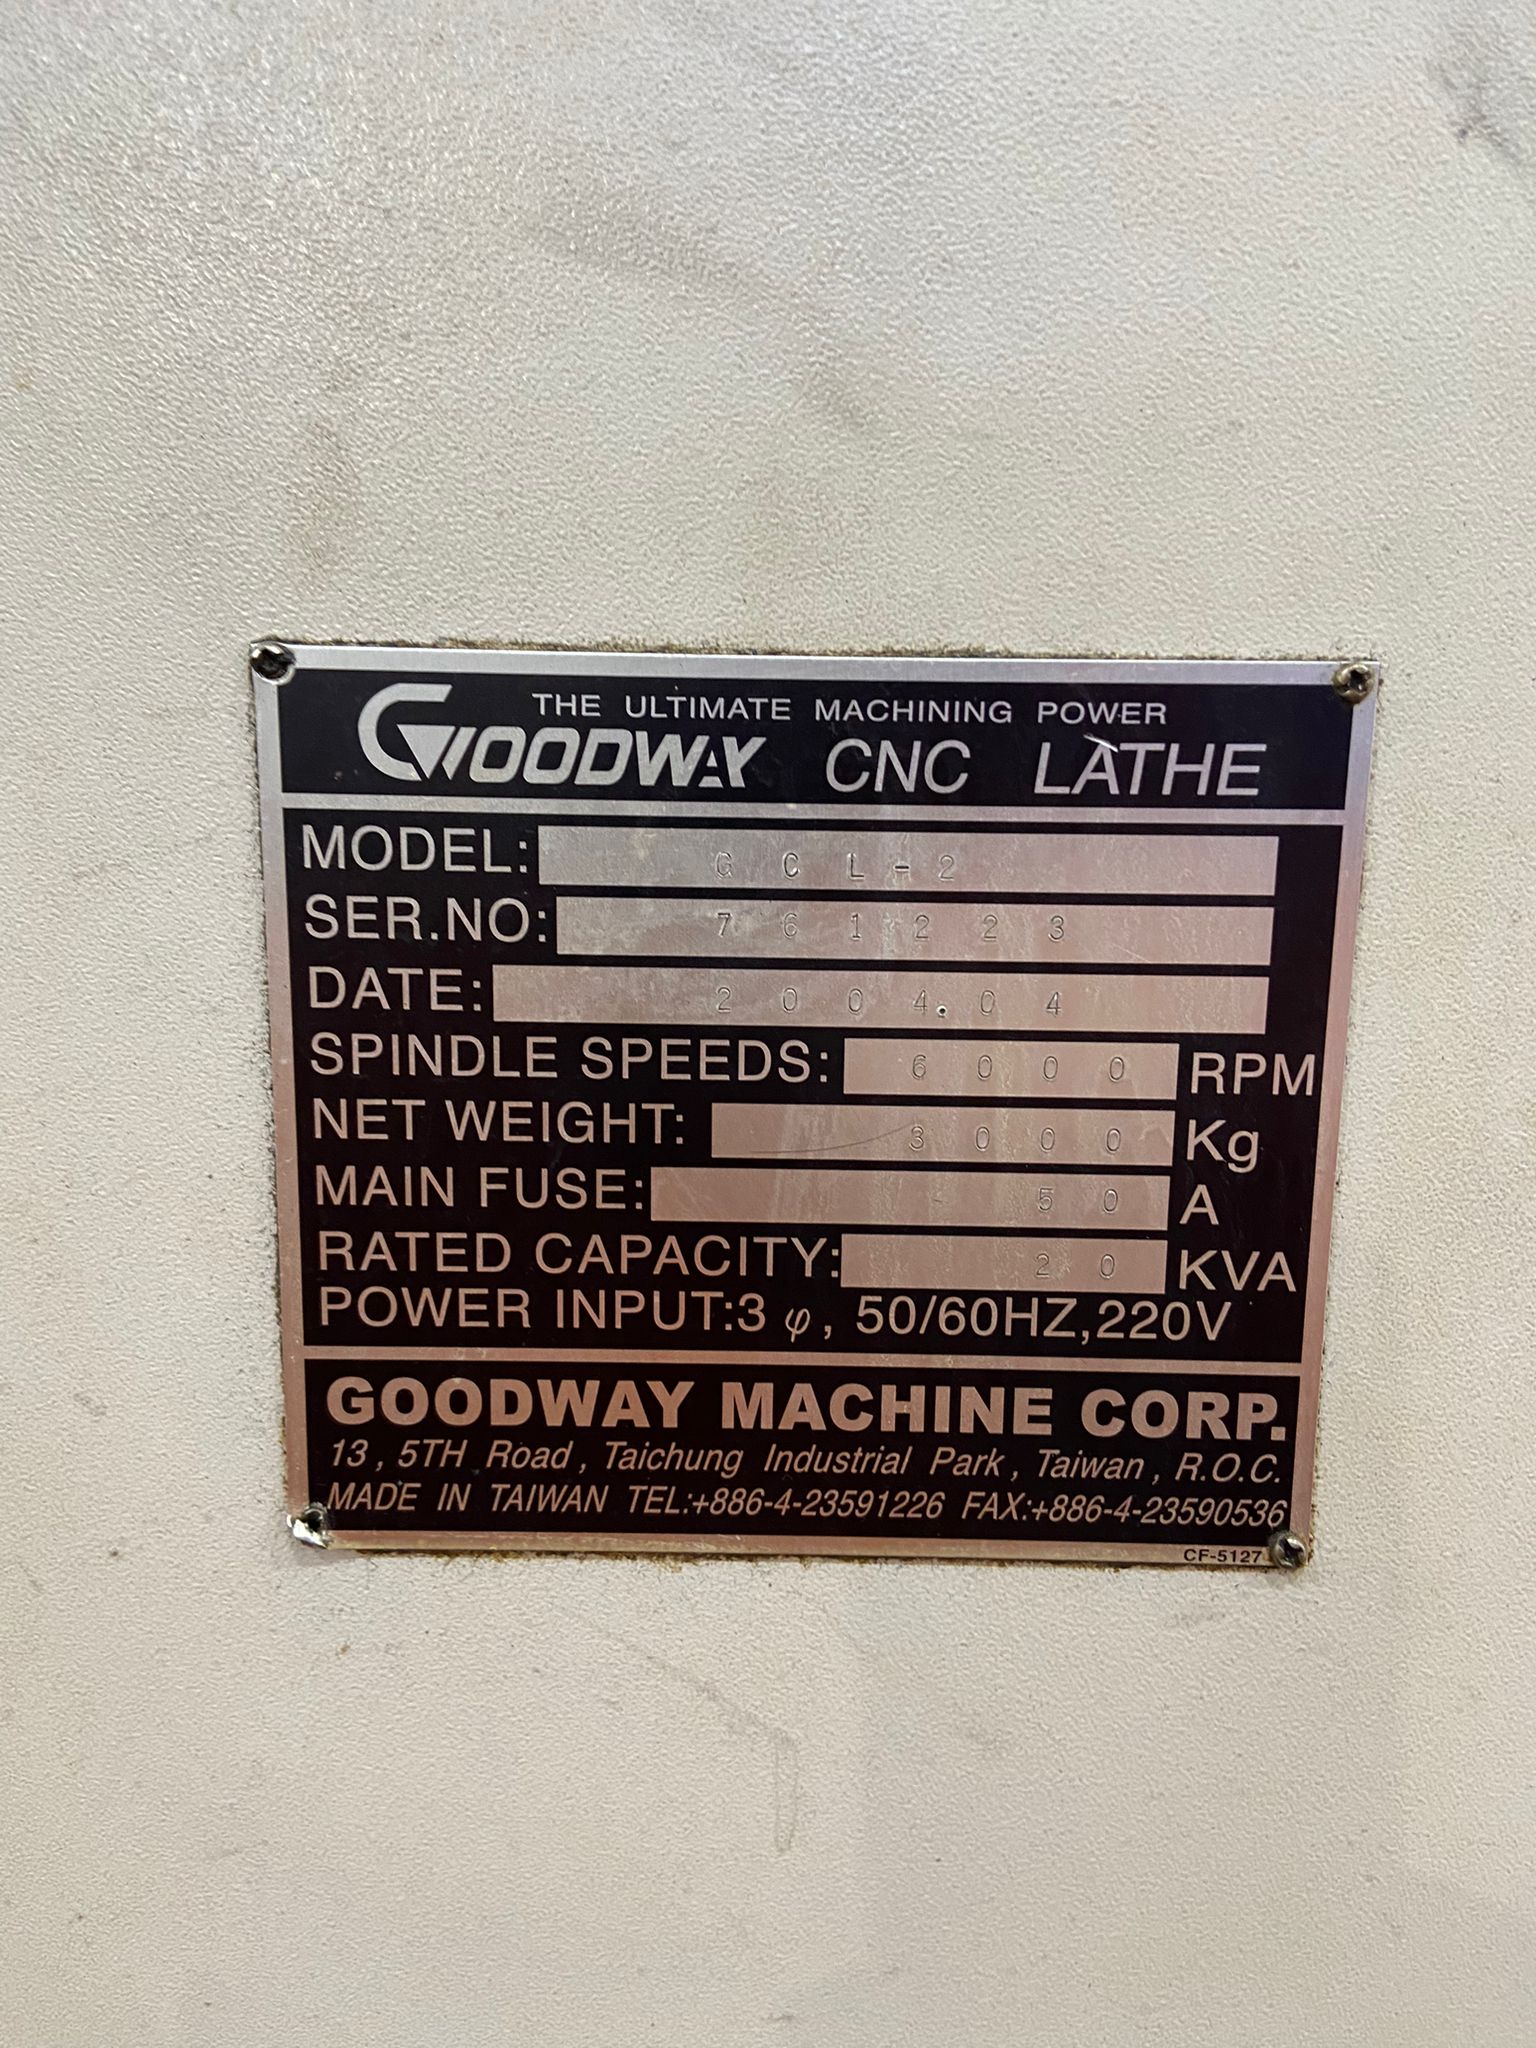 THE ULTIMATE MACHINING POWER
GOODWAY CNC LATHE
MODEL: GCL-2
SER.NO: 761223
DATE: 2004.04
SPINDLE SPEEDS: 6000 RPM
NET WEIGHT: 3000 Kg
MAIN FUSE: 50 A
RATED CAPACITY: 20 KVA
POWER INPUT:3 φ, 50/60HZ,220V
GOODWAY MACHINE CORP.
13, 5TH Road, Taichung Industrial Park, Taiwan, R.O.C.
MADE IN TAIWAN TEL:+886-4-23591226 FAX:+886-4-23590536
CF-5127